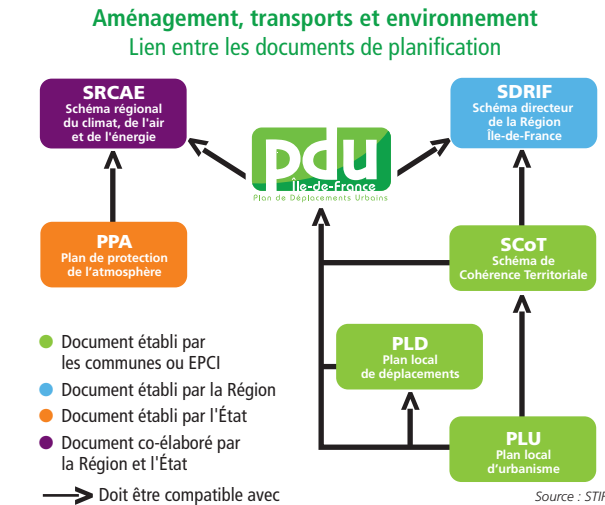 Aménagement, transports et environnement
Lien entre les documents de planification
SRCAE
Schéma régional
du climat, de l'air
et de l'énergie
pdu
Île-de-France
Plan de Déplacements Urbains
SDRIF
Schéma directeur
de la Région
Île-de-France
PPA
Plan de protection
de l'atmosphère
SCoT
Schéma de
Cohérence Territoriale
PLD
Plan local
de déplacements
PLU
Plan local
d'urbanisme
Document établi par
les communes ou EPCI
Document établi par la Région
Document établi par l'État
Document co-élaboré par
la Région et l'État
Doit être compatible avec
Source : STIF